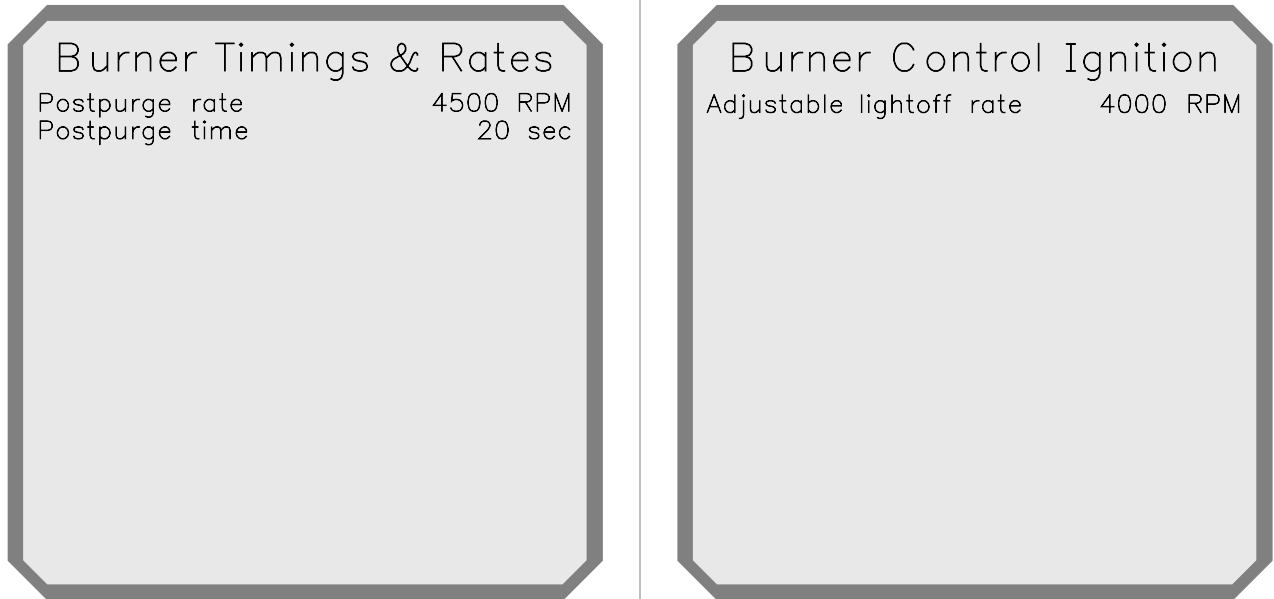 Burner Timings & Rates
Postpurge rate 4500 RPM
Postpurge time 20 sec
Burner Control Ignition
Adjustable lightoff rate 4000 RPM